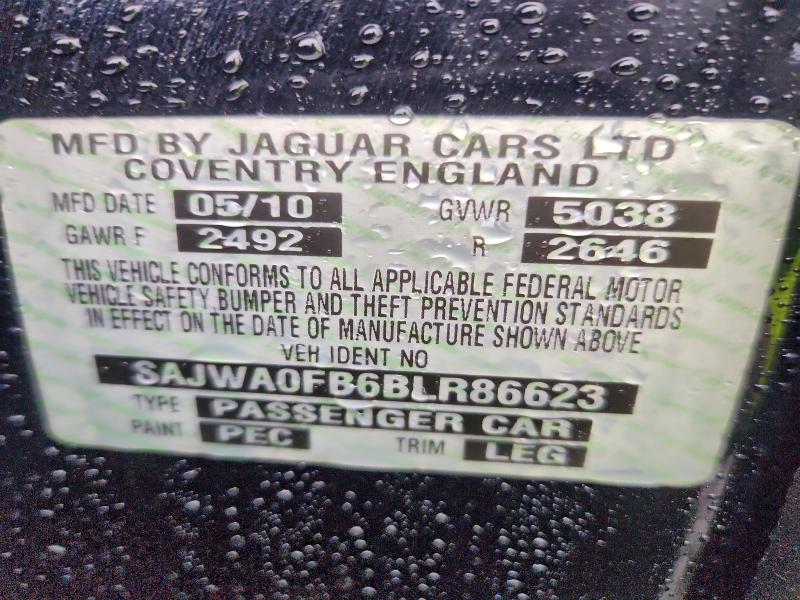 MFD BY JAGUAR CARS LTD
COVENTRY ENGLAND
MFD DATE 05/10 GVWR 5038
GAWR F 2492 R 2646
THIS VEHICLE CONFORMS TO ALL APPLICABLE FEDERAL MOTOR
VEHICLE SAFETY BUMPER AND THEFT PREVENTION STANDARDS
IN EFFECT ON THE DATE OF MANUFACTURE SHOWN ABOVE
VEH IDENT NO
SAJWA0FB6BLR86623
TYPE PASSENGER CAR
PAINT PEC TRIM LEG